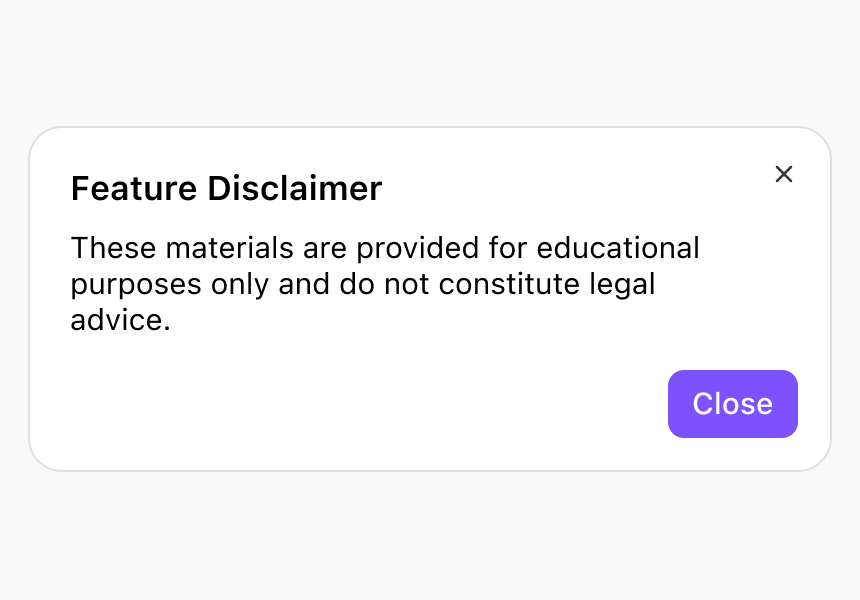 Feature Disclaimer
These materials are provided for educational
purposes only and do not constitute legal
advice.
Close